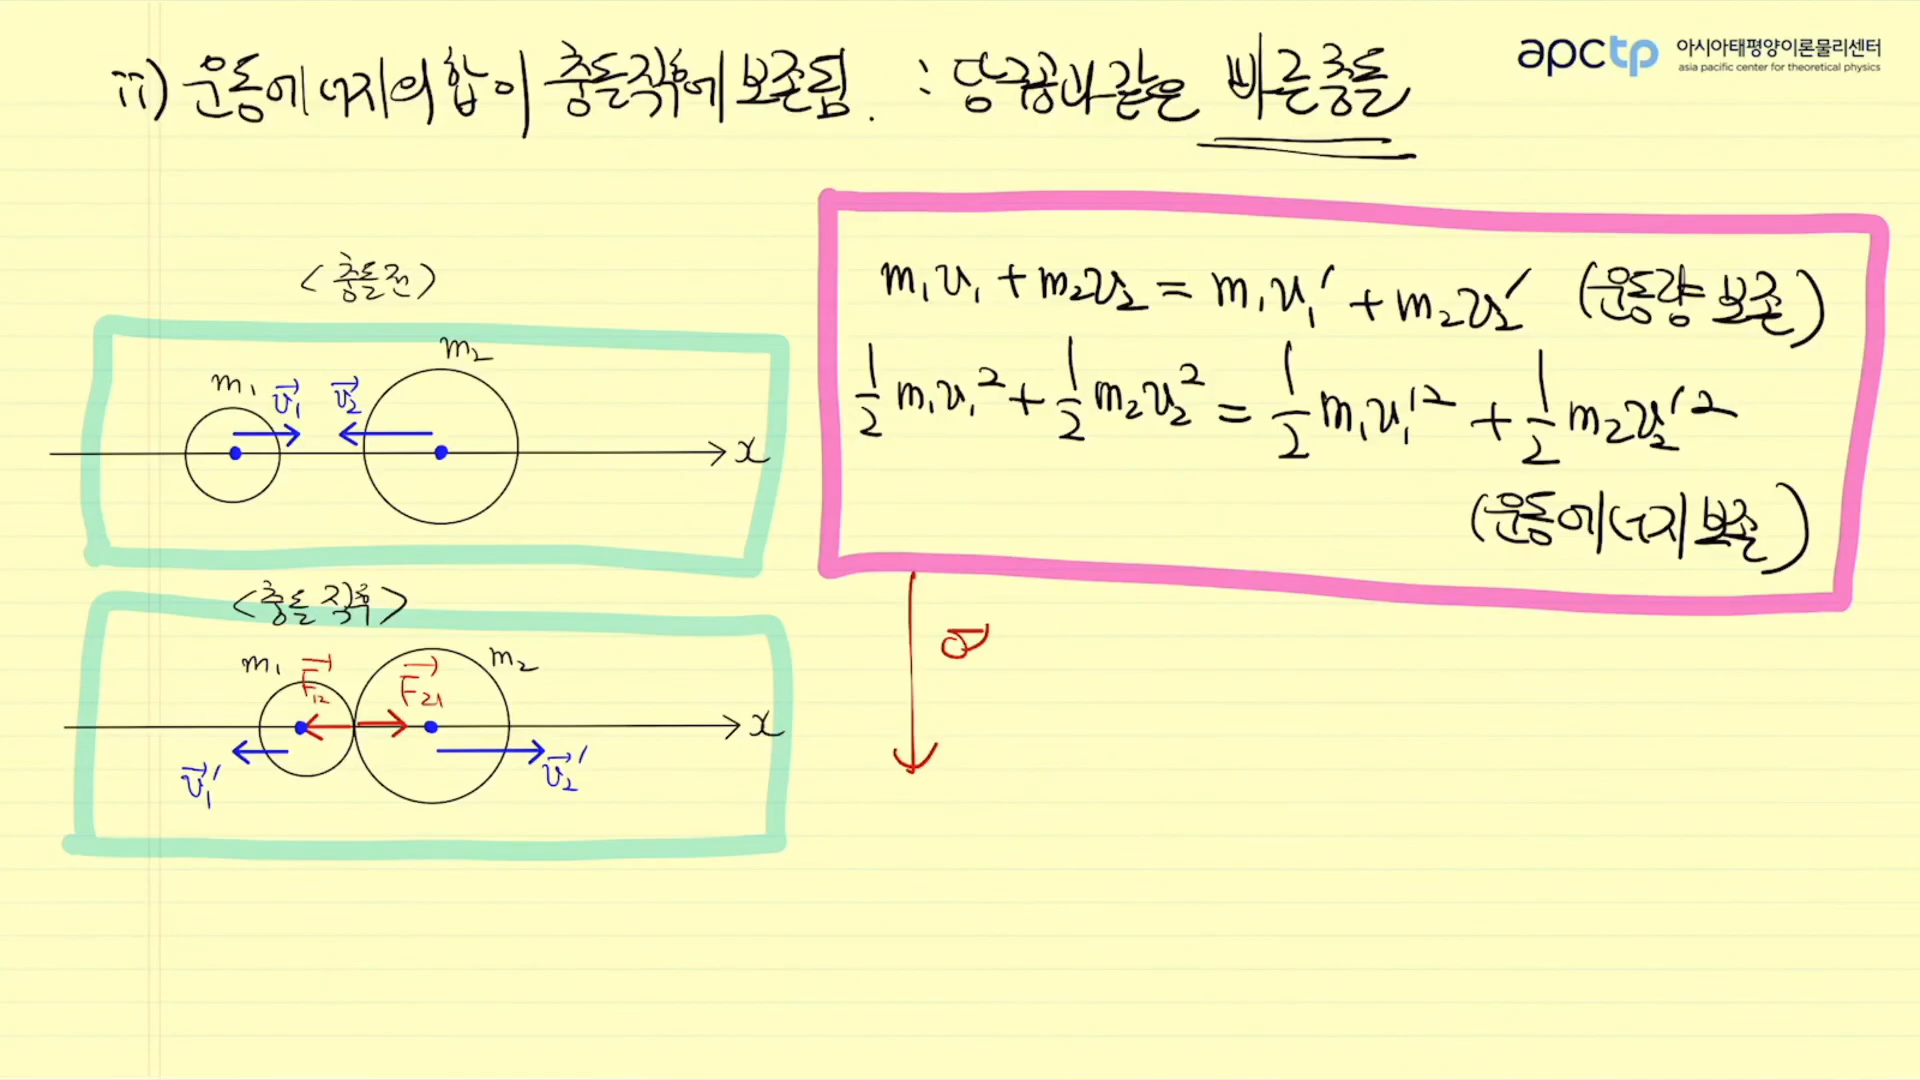 ii) 운동에너지의 합이 충돌직후에 보존됨. : 당구공과 같은 빠른충돌
apctp 아시아태평양이론물리센터
asia pacific center for theoretical physics
<충돌전>
m₁ v⃗₁ v⃗₂ m₂
x
m₁v₁ + m₂v₂ = m₁v₁′ + m₂v₂′ (운동량 보존)
½m₁v₁² + ½m₂v₂² = ½m₁v₁′² + ½m₂v₂′²
(운동에너지 보존)
<충돌 직후>
m₁ F⃗₁₂ F⃗₂₁ m₂
x
v⃗₁′ v⃗₂′